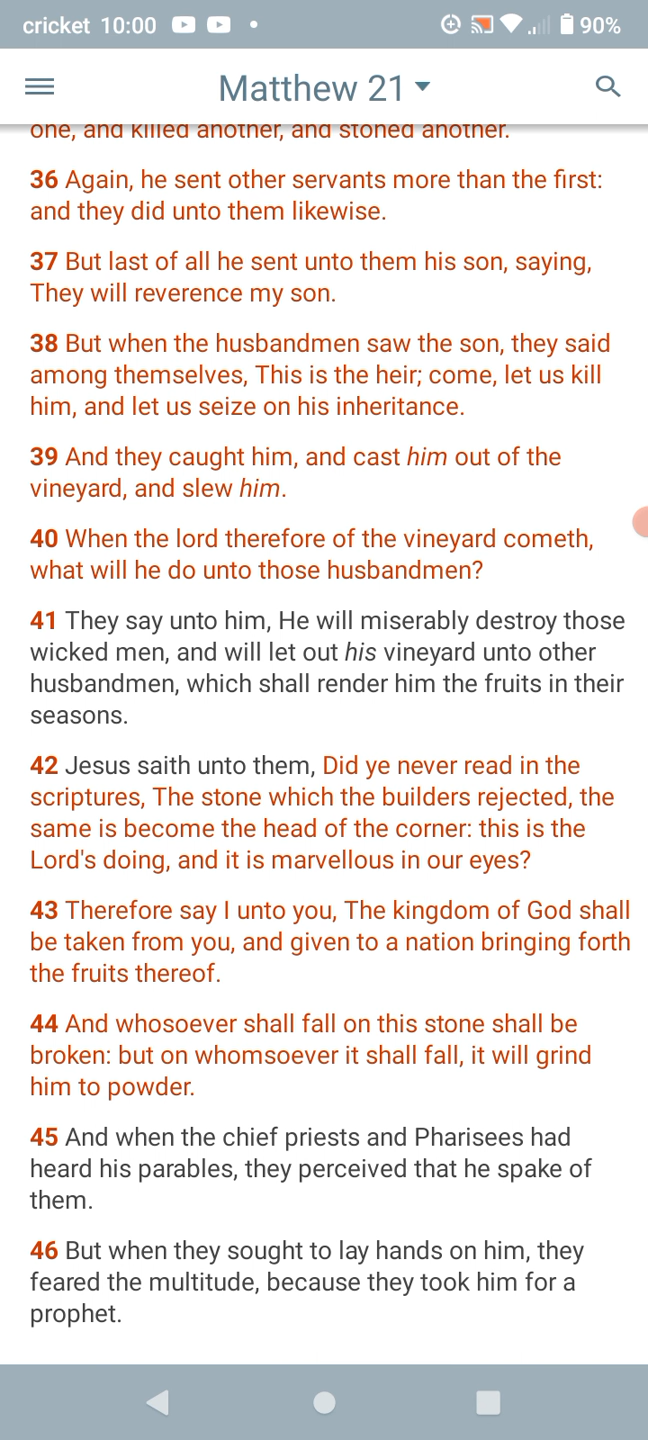 cricket 10:00 90%
Matthew 21
one, and killed another, and stoned another.
36 Again, he sent other servants more than the first:
and they did unto them likewise.
37 But last of all he sent unto them his son, saying,
They will reverence my son.
38 But when the husbandmen saw the son, they said
among themselves, This is the heir; come, let us kill
him, and let us seize on his inheritance.
39 And they caught him, and cast him out of the
vineyard, and slew him.
40 When the lord therefore of the vineyard cometh,
what will he do unto those husbandmen?
41 They say unto him, He will miserably destroy those
wicked men, and will let out his vineyard unto other
husbandmen, which shall render him the fruits in their
seasons.
42 Jesus saith unto them, Did ye never read in the
scriptures, The stone which the builders rejected, the
same is become the head of the corner: this is the
Lord's doing, and it is marvellous in our eyes?
43 Therefore say I unto you, The kingdom of God shall
be taken from you, and given to a nation bringing forth
the fruits thereof.
44 And whosoever shall fall on this stone shall be
broken: but on whomsoever it shall fall, it will grind
him to powder.
45 And when the chief priests and Pharisees had
heard his parables, they perceived that he spake of
them.
46 But when they sought to lay hands on him, they
feared the multitude, because they took him for a
prophet.